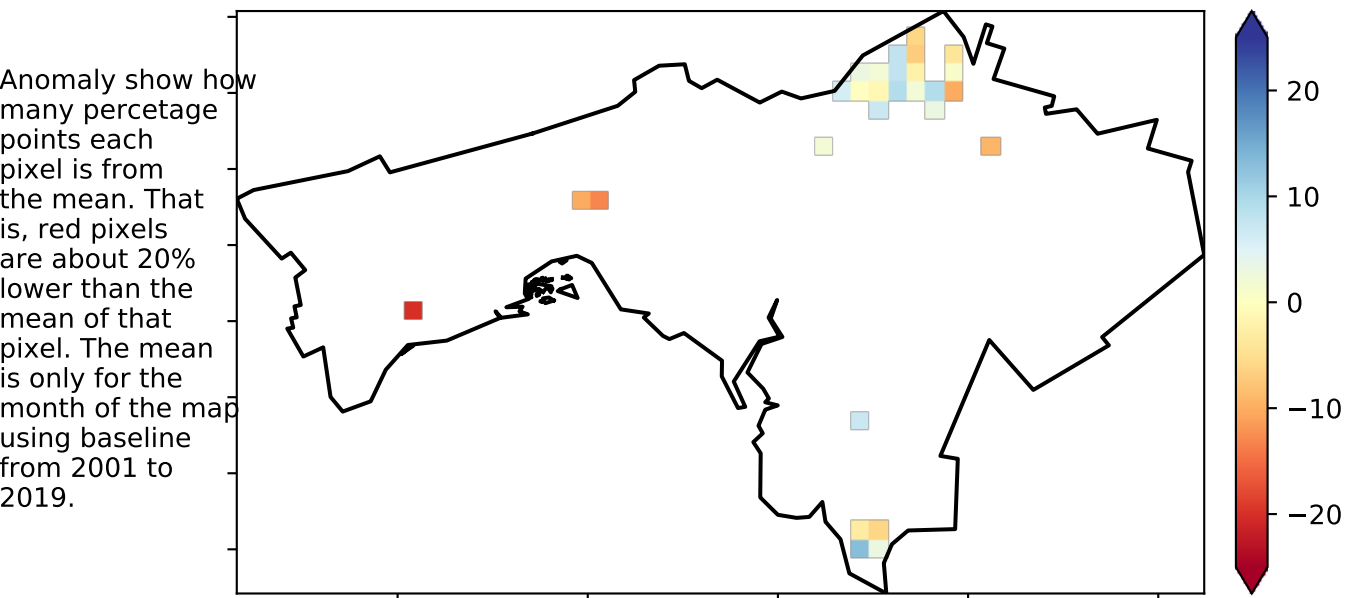 Anomaly show how
many percetage
points each
pixel is from
the mean. That
is, red pixels
are about 20%
lower than the
mean of that
pixel. The mean
is only for the
month of the map
using baseline
from 2001 to
2019.
20
10
0
−10
−20